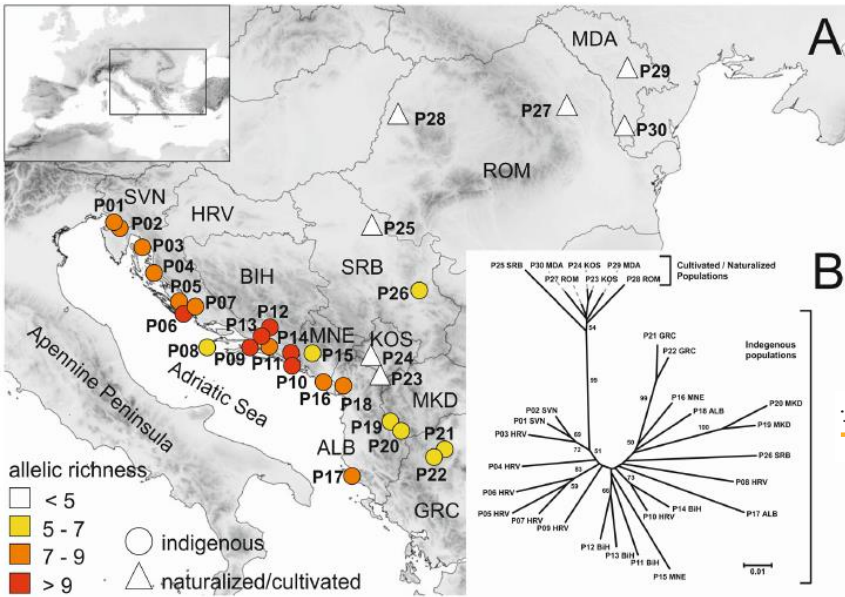 A
MDA
P29
P27
P28
P30
ROM
SVN
P01
P02
HRV
P03
P25
P04
BIH
SRB
P05
P07
P26
P06
P12
P13
P14
MNE
KOS
P08
P09
P11
P15
P24
P10
P23
Adriatic Sea
Apennine Peninsula
P16
P18
MKD
P19
P20
P21
ALB
P22
P17
GRC
allelic richness
< 5
5 - 7
7 - 9
> 9
indigenous
naturalized/cultivated
B
P25 SRB
P30 MDA
P24 KOS
P29 MDA
P27 ROM
P23 KOS
P28 ROM
Cultivated / Naturalized
Populations
54
Indegenous
populations
P21 GRC
P22 GRC
99
99
P16 MNE
P18 ALB
P20 MKD
P02 SVN
P01 SVN
100
P19 MKD
P03 HRV
60
72
51
50
P26 SRB
P04 HRV
83
59
73
P08 HRV
P06 HRV
60
P14 BiH
P05 HRV
P07 HRV
P10 HRV
P17 ALB
P09 HRV
P12 BiH
P13 BiH
P11 BiH
P15 MNE
0.01